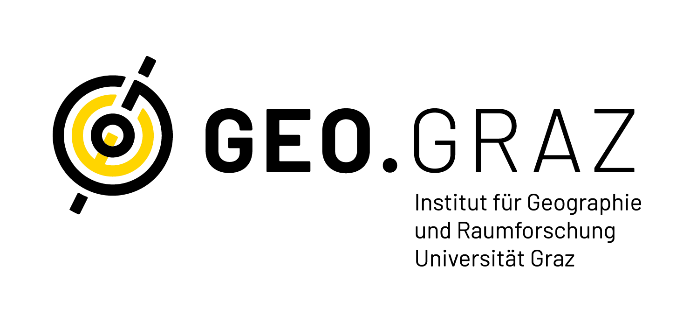 GEO.GRAZ
Institut für Geographie
und Raumforschung
Universität Graz